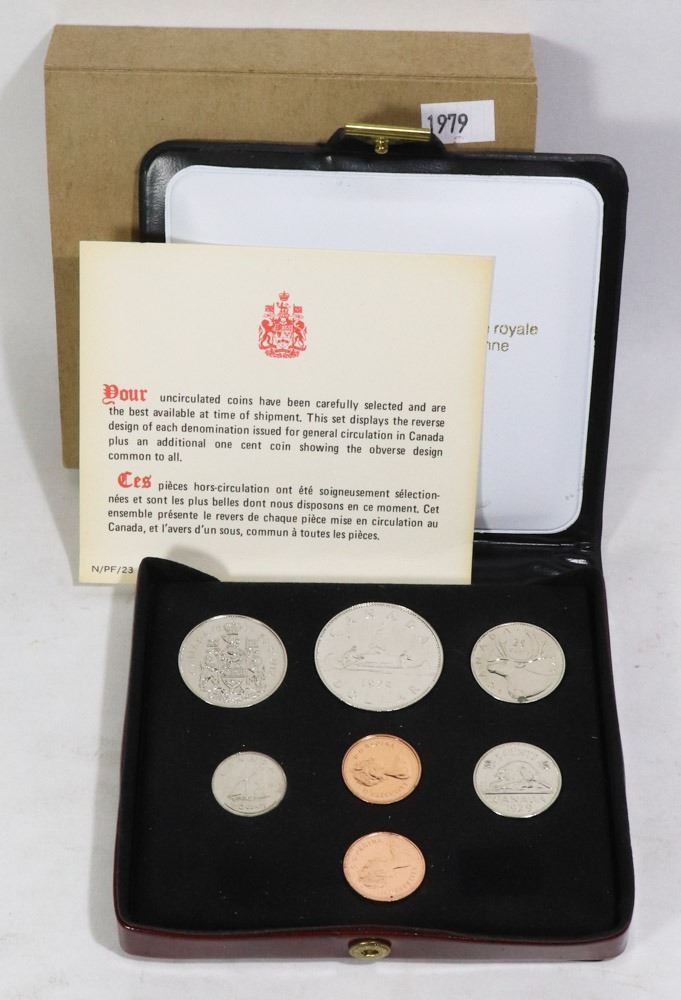 1979
royale
nne
Your uncirculated coins have been carefully selected and are
the best available at time of shipment. This set displays the reverse
design of each denomination issued for general circulation in Canada
plus an additional one cent coin showing the obverse design
common to all.
Ces pièces hors-circulation ont été soigneusement sélection-
nées et sont les plus belles dont nous disposons en ce moment. Cet
ensemble présente le revers de chaque pièce mise en circulation au
Canada, et l'avers d'un sous, commun à toutes les pièces.
N/PF/23
CANADA
1979
DOLLAR
CANADA
25
CANADA
1979